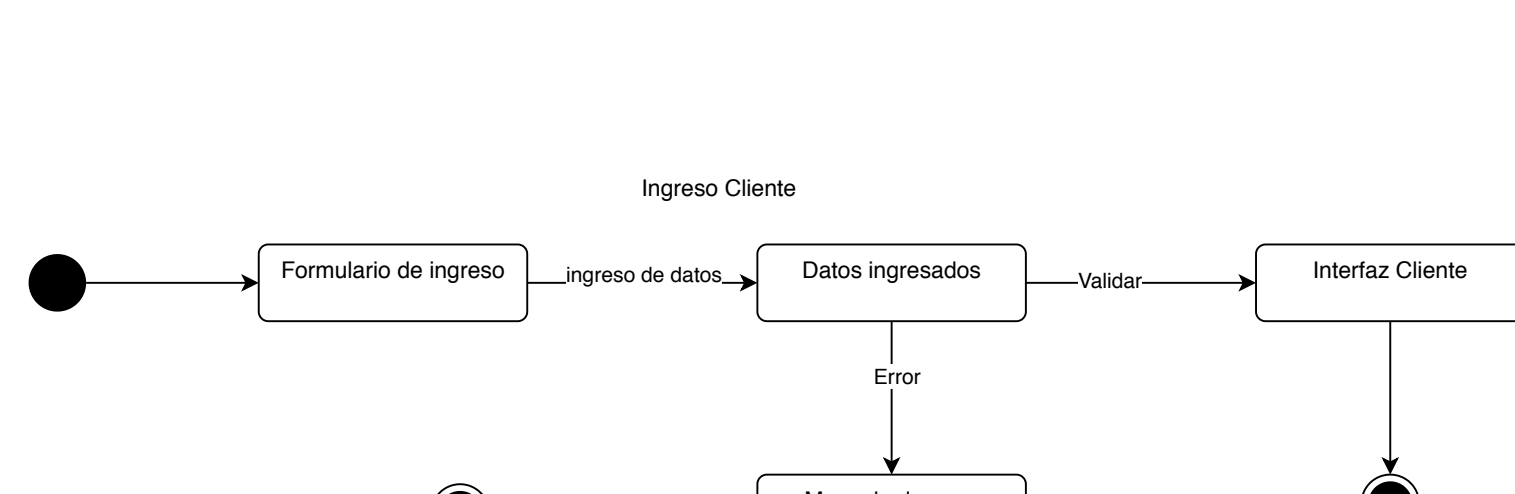 Ingreso Cliente
Formulario de ingreso
ingreso de datos
Datos ingresados
Validar
Interfaz Cliente
Error